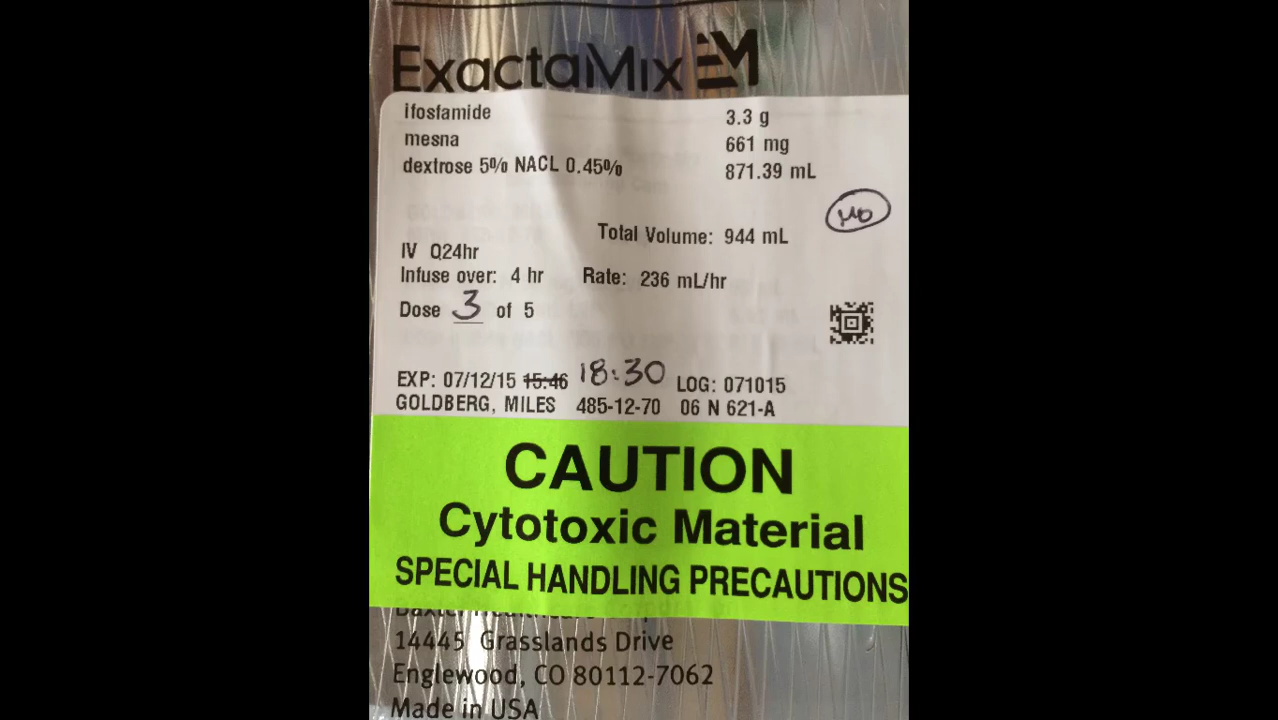 ExactaMix EM
ifosfamide 3.3 g
mesna 661 mg
dextrose 5% NACL 0.45% 871.39 mL
Total Volume: 944 mL
IV Q24hr
Infuse over: 4 hr Rate: 236 mL/hr
Dose 3 of 5
EXP: 07/12/15 15:46 18:30 LOG: 071015
GOLDBERG, MILES 485-12-70 06 N 621-A
CAUTION
Cytotoxic Material
SPECIAL HANDLING PRECAUTIONS
14445 Grasslands Drive
Englewood, CO 80112-7062
Made in USA